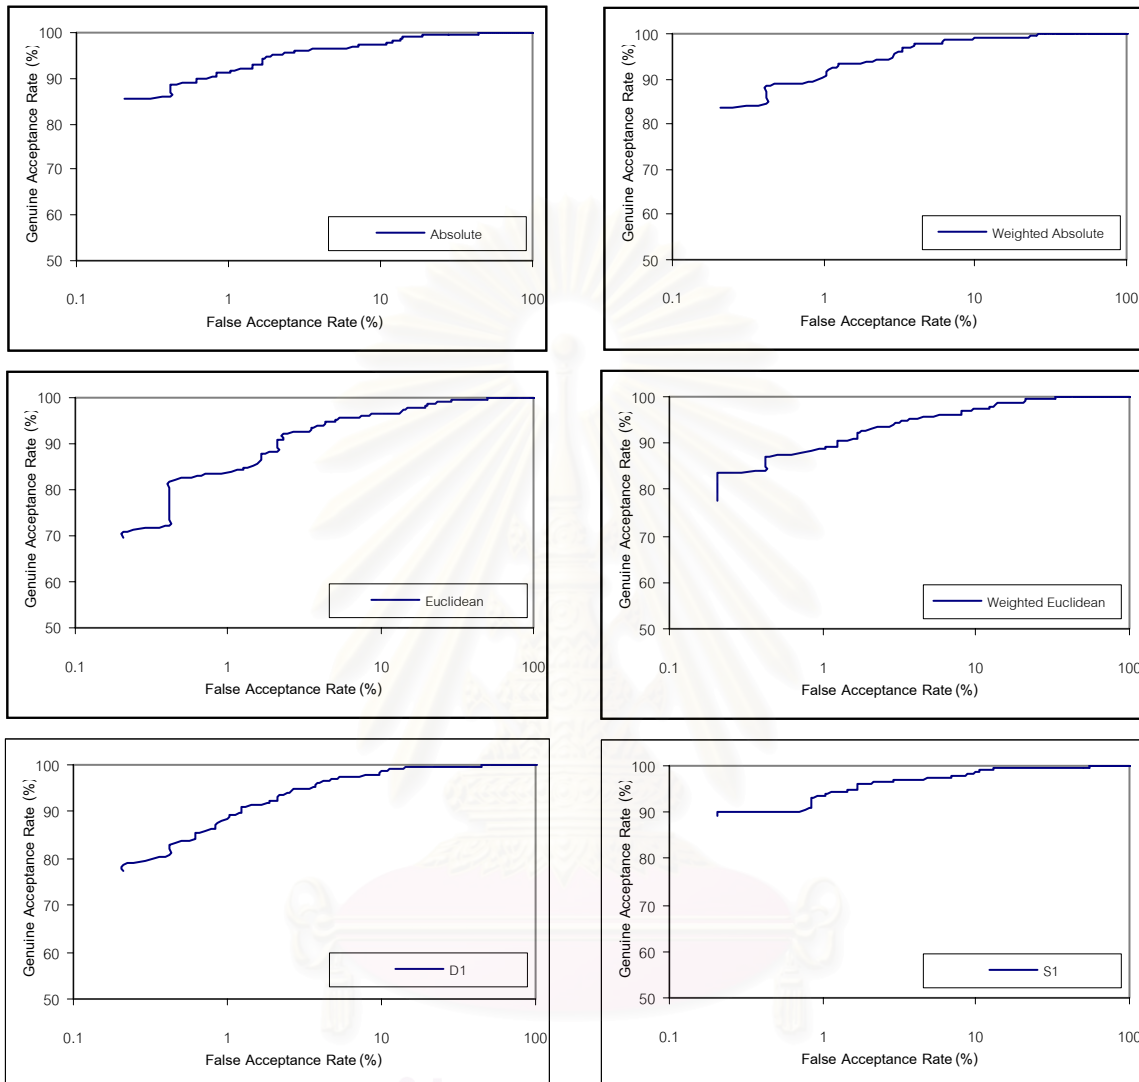 Genuine Acceptance Rate (%)
100
90
80
70
60
50
Absolute
0.1 1 10 100
False Acceptance Rate (%)
Genuine Acceptance Rate (%)
100
90
80
70
60
50
Weighted Absolute
0.1 1 10 100
False Acceptance Rate (%)
Genuine Acceptance Rate (%)
100
90
80
70
60
50
Euclidean
0.1 1 10 100
False Acceptance Rate (%)
Genuine Acceptance Rate (%)
100
90
80
70
60
50
Weighted Euclidean
0.1 1 10 100
False Acceptance Rate (%)
Genuine Acceptance Rate (%)
100
90
80
70
60
50
D1
0.1 1 10 100
False Acceptance Rate (%)
Genuine Acceptance Rate (%)
100
90
80
70
60
50
S1
0.1 1 10 100
False Acceptance Rate (%)